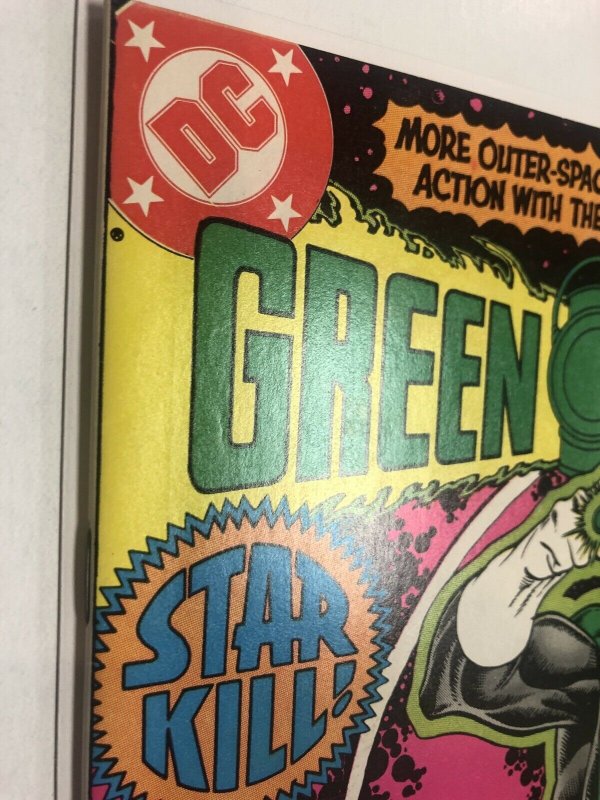 DC
MORE OUTER-SPAC
ACTION WITH THE
GREEN
STAR
KILL!